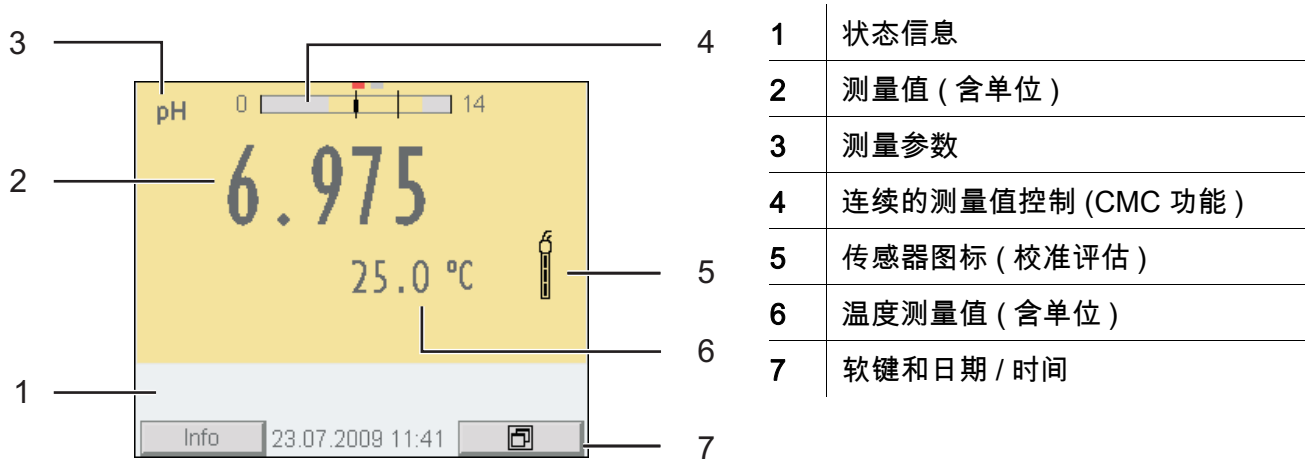 3
4
pH
0
14
2
6.975
25.0 °C
5
6
1
Info
23.07.2009 11:41
7
1 状态信息
2 测量值 ( 含单位 )
3 测量参数
4 连续的测量值控制 (CMC 功能 )
5 传感器图标 ( 校准评估 )
6 温度测量值 ( 含单位 )
7 软键和日期 / 时间